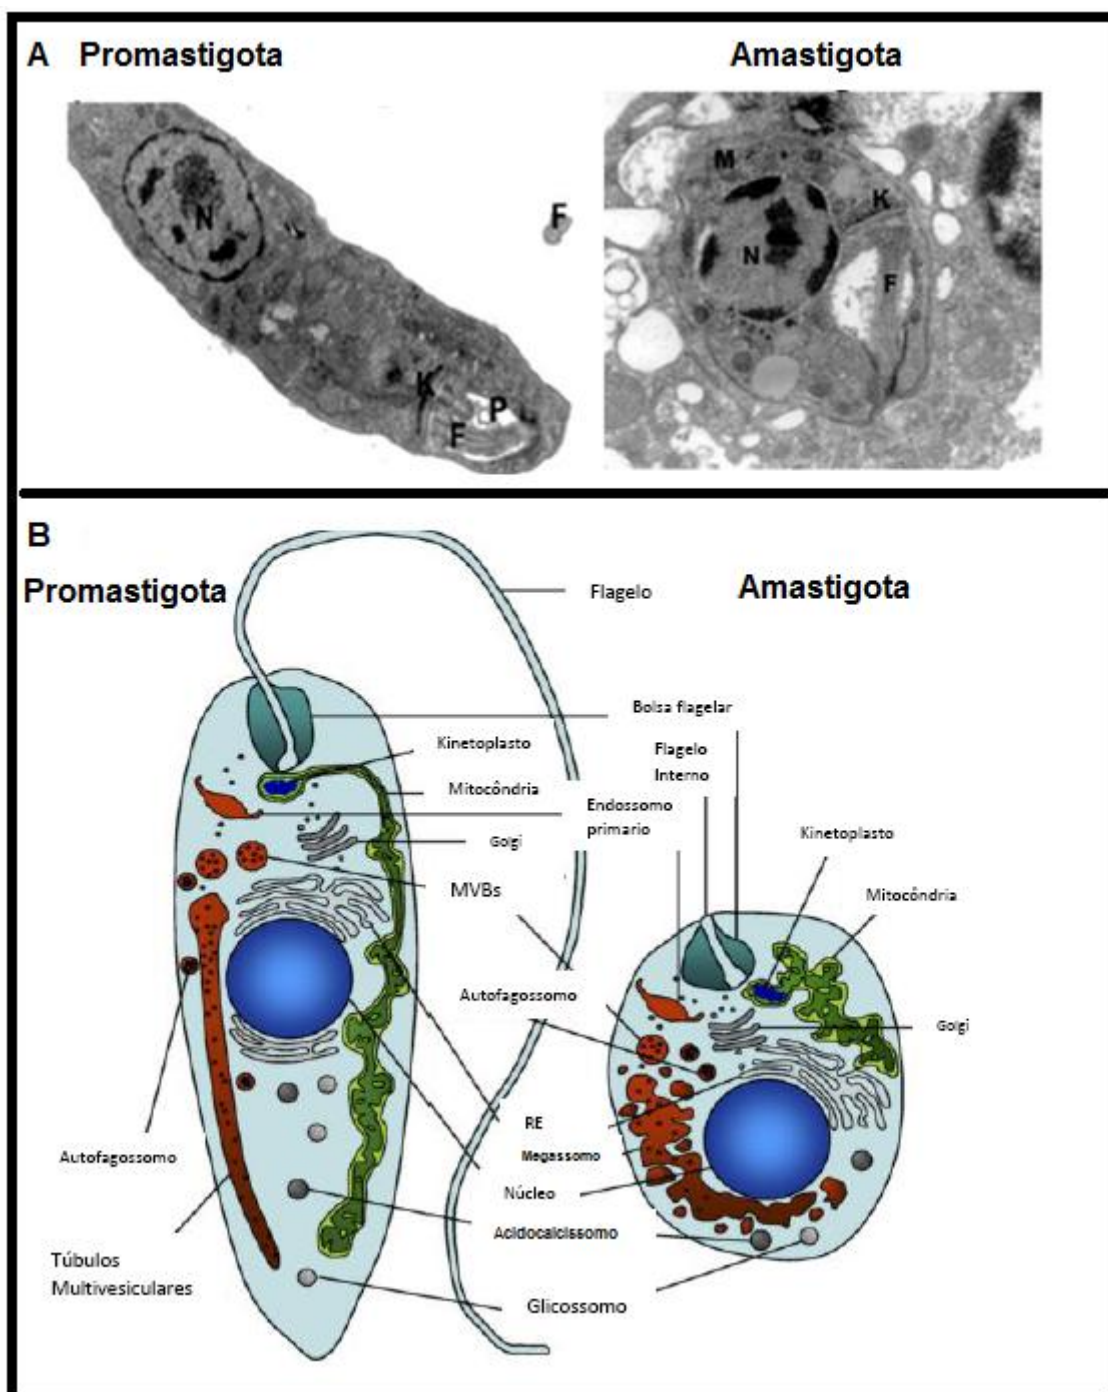 A Promastigota
Amastigota
N
F
K
P
F
M
K
N
F
B
Promastigota
Amastigota
Flagelo
Bolsa flagelar
Kinetoplasto
Flagelo
Interno
Mitocôndria
Endossomo
primario
Kinetoplasto
Golgi
MVBs
Mitocôndria
Autofagossomo
Golgi
RE
Autofagossomo
Megassomo
Núcleo
Acidocalcissomo
Túbulos
Multivesiculares
Glicossomo